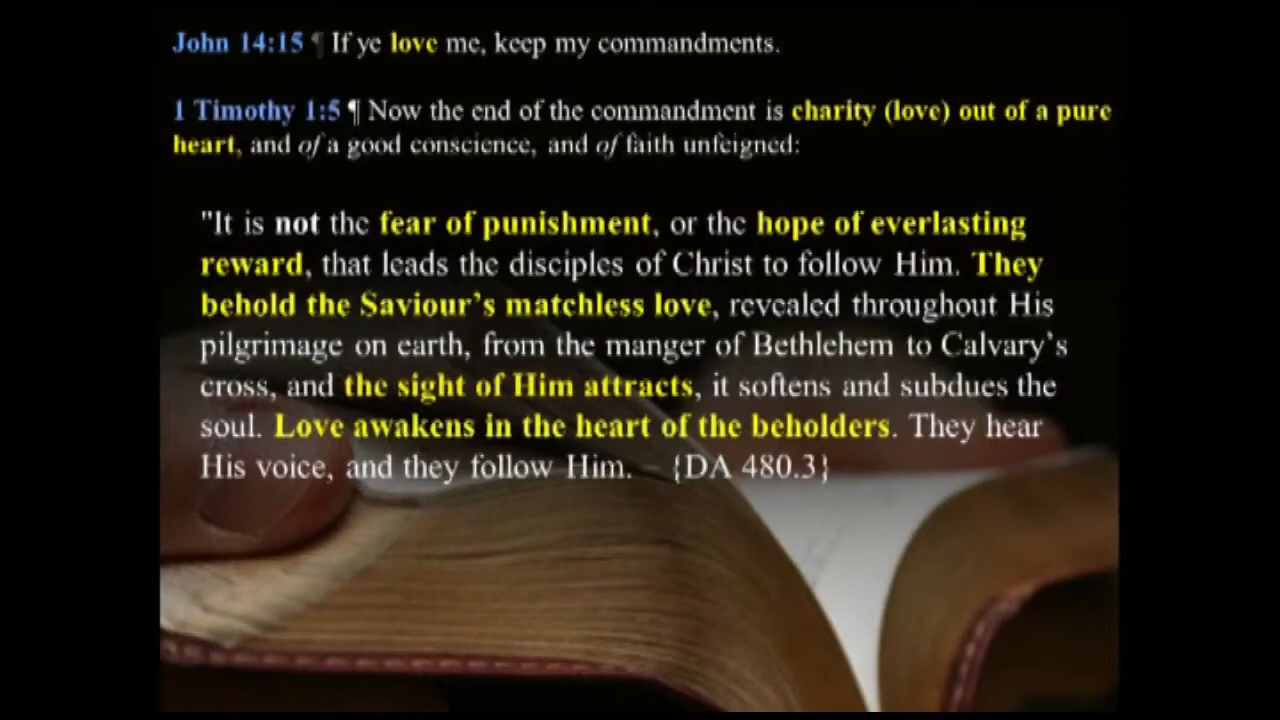 John 14:15 ¶ If ye love me, keep my commandments.
1 Timothy 1:5 ¶ Now the end of the commandment is charity (love) out of a pure
heart, and of a good conscience, and of faith unfeigned:
"It is not the fear of punishment, or the hope of everlasting
reward, that leads the disciples of Christ to follow Him. They
behold the Saviour's matchless love, revealed throughout His
pilgrimage on earth, from the manger of Bethlehem to Calvary's
cross, and the sight of Him attracts, it softens and subdues the
soul. Love awakens in the heart of the beholders. They hear
His voice, and they follow Him. – {DA 480.3}